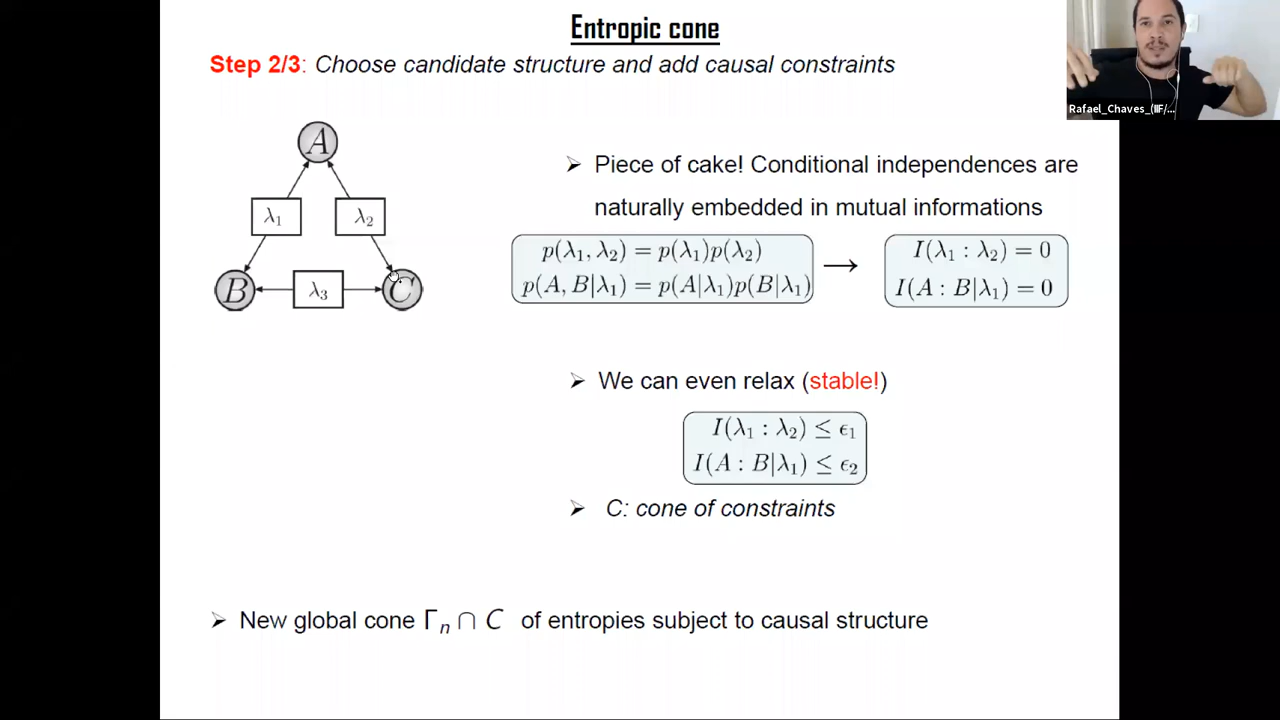 Entropic cone
Step 2/3: Choose candidate structure and add causal constraints
Rafael_Chaves_(IIF/...
A
λ₁
λ₂
B
λ₃
C
➢ Piece of cake! Conditional independences are
naturally embedded in mutual informations
p(λ₁, λ₂) = p(λ₁)p(λ₂)
p(A, B|λ₁) = p(A|λ₁)p(B|λ₁)
→
I(λ₁ : λ₂) = 0
I(A : B|λ₁) = 0
➢ We can even relax (stable!)
I(λ₁ : λ₂) ≤ ϵ₁
I(A : B|λ₁) ≤ ϵ₂
➢ C: cone of constraints
➢ New global cone Γₙ ∩ C of entropies subject to causal structure